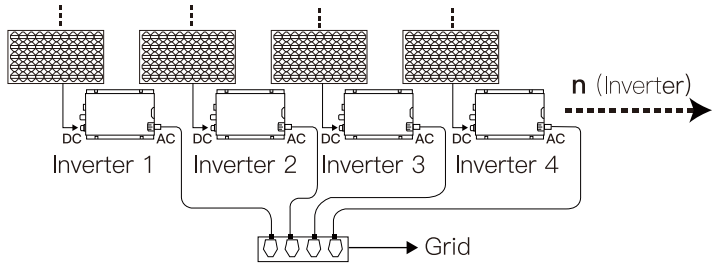 n (Inverter)
DC AC DC AC DC AC DC AC
Inverter 1 Inverter 2 Inverter 3 Inverter 4
Grid